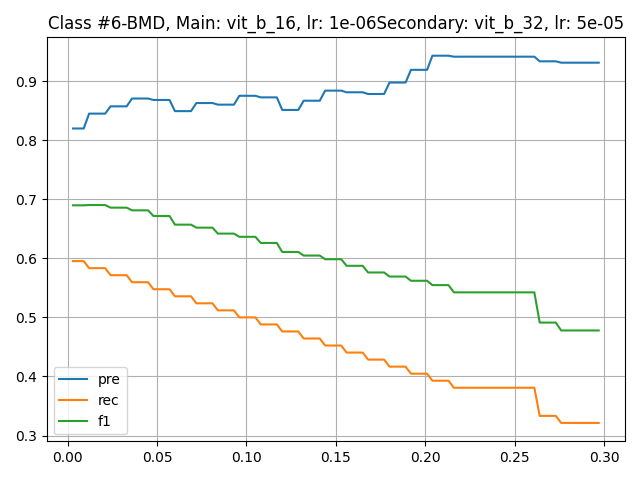 Class #6-BMD, Main: vit_b_16, lr: 1e-06Secondary: vit_b_32, lr: 5e-05
0.9
0.8
0.7
0.6
0.5
0.4
0.3
pre
rec
f1
0.00 0.05 0.10 0.15 0.20 0.25 0.30